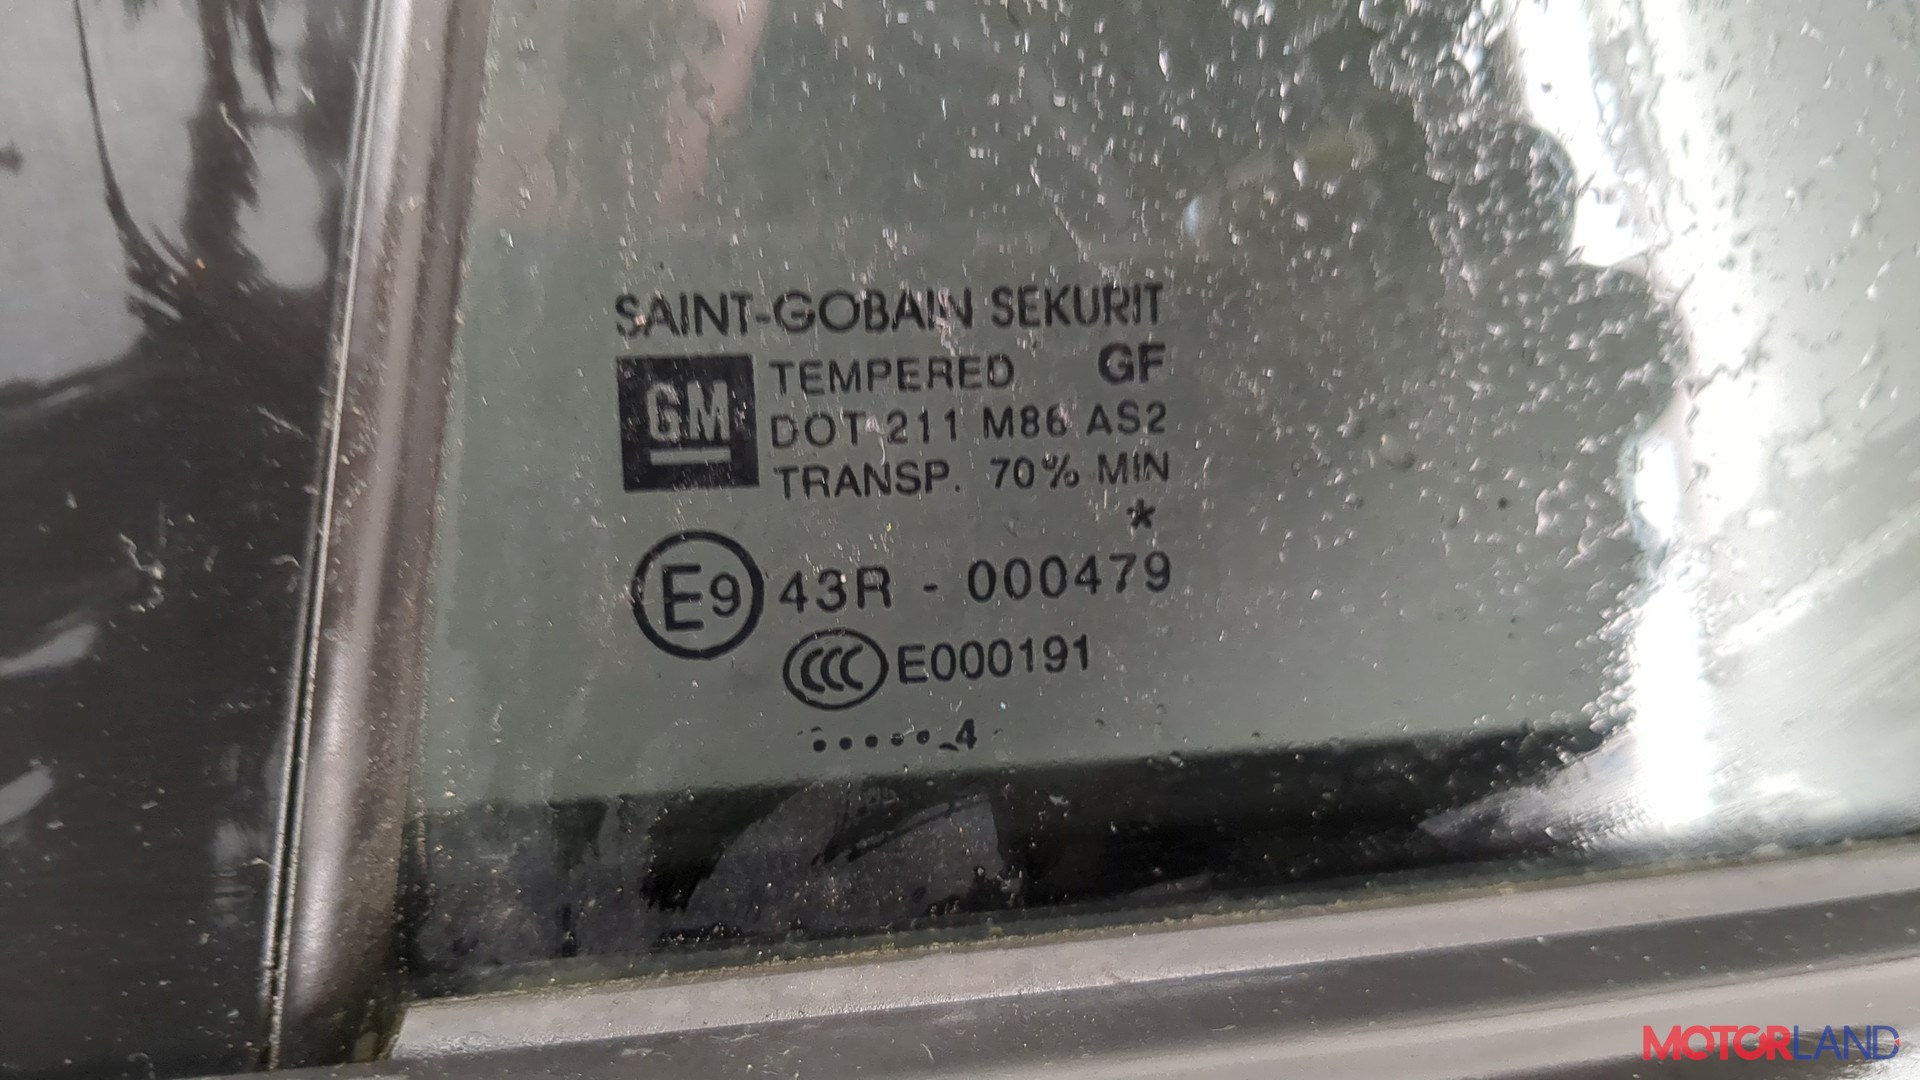 SAINT-GOBAIN SEKURIT
GM TEMPERED GF
DOT 211 M86 AS2
TRANSP. 70% MIN
*
E9 43R - 000479
CCC E000191
.....4
MOTORLAND